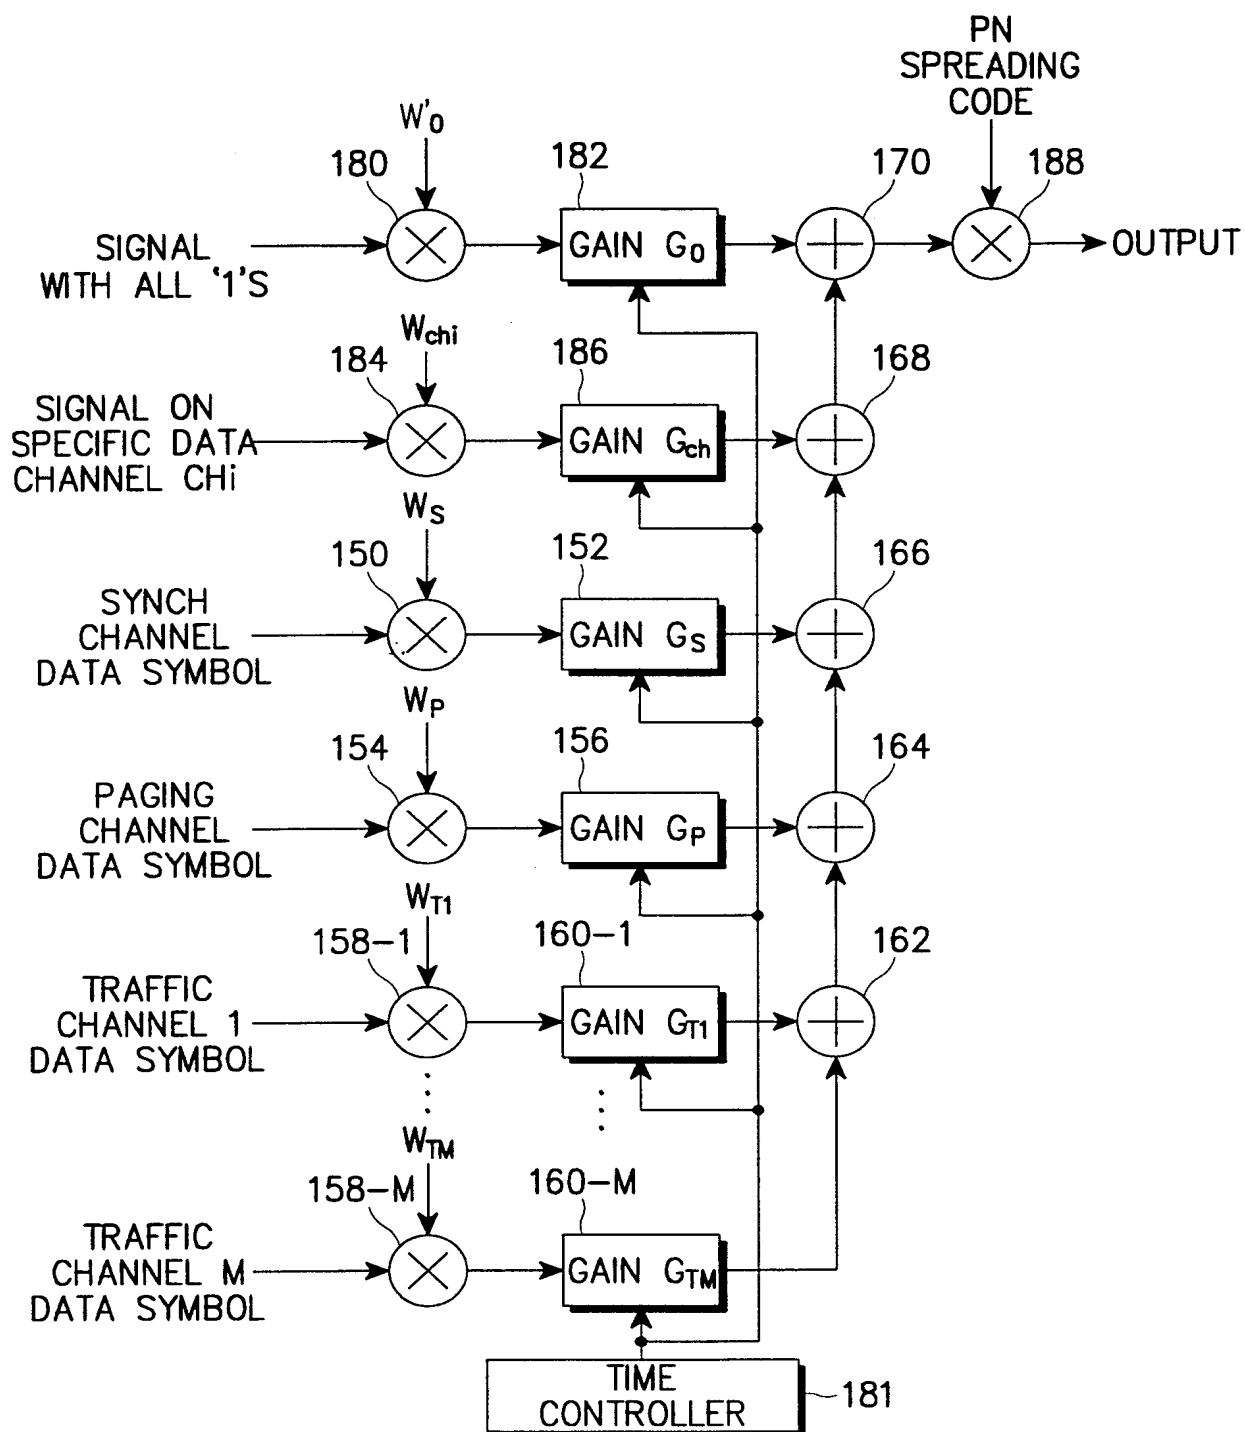 PN
SPREADING
CODE
W'0
180
182
170
188
SIGNAL
WITH ALL '1'S
GAIN G0
OUTPUT
Wchi
184
186
168
SIGNAL ON
SPECIFIC DATA
CHANNEL CHi
GAIN Gch
WS
150
152
166
SYNCH
CHANNEL
DATA SYMBOL
GAIN GS
WP
154
156
164
PAGING
CHANNEL
DATA SYMBOL
GAIN GP
WT1
158-1
160-1
162
TRAFFIC
CHANNEL 1
DATA SYMBOL
GAIN GT1
WTM
158-M
160-M
TRAFFIC
CHANNEL M
DATA SYMBOL
GAIN GTM
TIME
CONTROLLER
181